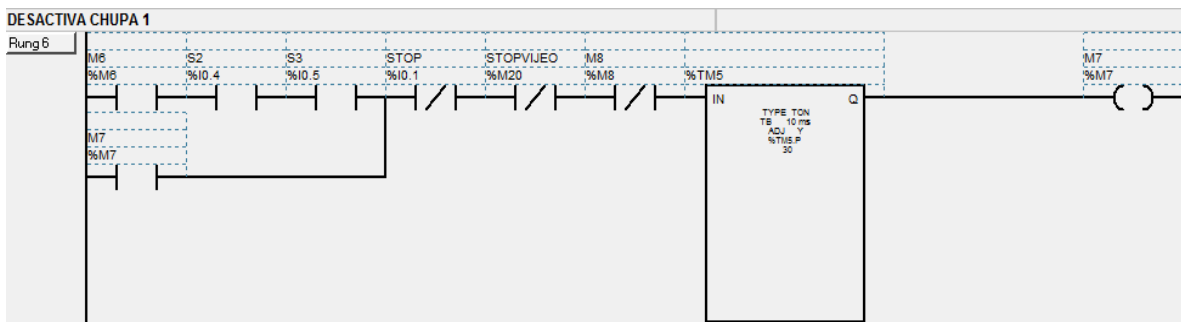 DESACTIVA CHUPA 1
Rung 6
M6 S2 S3 STOP STOPVIJEO M8 M7
%M6 %I0.4 %I0.5 %I0.1 %M20 %M8 %TM5 %M7
IN Q
TYPE TON
TB 10 ms
ADJ Y
%TM5.P
30
M7
%M7